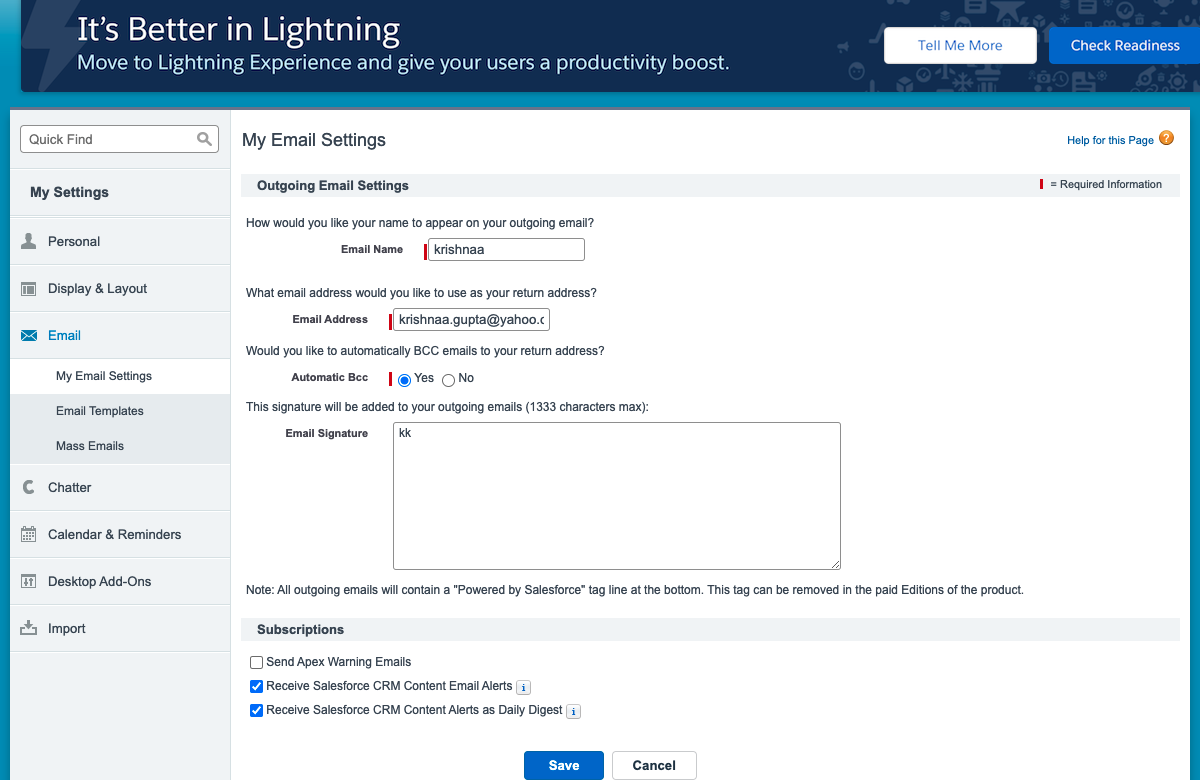 It's Better in Lightning
Move to Lightning Experience and give your users a productivity boost.
Tell Me More
Check Readiness
Quick Find
My Settings
Personal
Display & Layout
Email
My Email Settings
Email Templates
Mass Emails
Chatter
Calendar & Reminders
Desktop Add-Ons
Import
My Email Settings
Help for this Page ?
Outgoing Email Settings
= Required Information
How would you like your name to appear on your outgoing email?
Email Name krishnaa
What email address would you like to use as your return address?
Email Address krishnaa.gupta@yahoo.c
Would you like to automatically BCC emails to your return address?
Automatic Bcc Yes No
This signature will be added to your outgoing emails (1333 characters max):
Email Signature kk
Note: All outgoing emails will contain a "Powered by Salesforce" tag line at the bottom. This tag can be removed in the paid Editions of the product.
Subscriptions
Send Apex Warning Emails
Receive Salesforce CRM Content Email Alerts i
Receive Salesforce CRM Content Alerts as Daily Digest i
Save Cancel